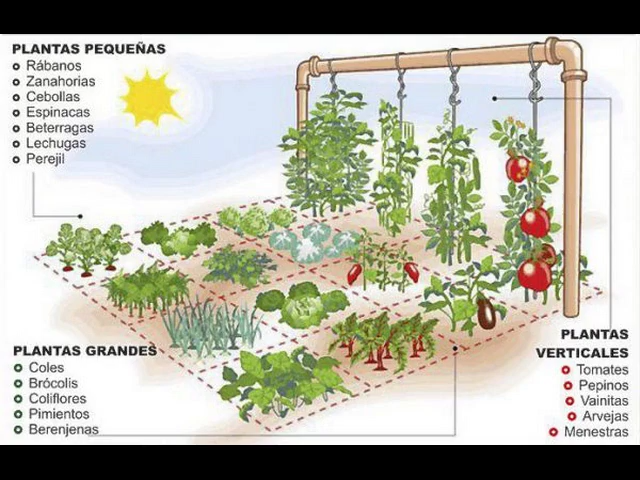 PLANTAS PEQUEÑAS
Rábanos
Zanahorias
Cebollas
Espinacas
Beterragas
Lechugas
Perejil
PLANTAS GRANDES
Coles
Brócolis
Coliflores
Pimientos
Berenjenas
PLANTAS
VERTICALES
Tomates
Pepinos
Vainitas
Arvejas
Menestras